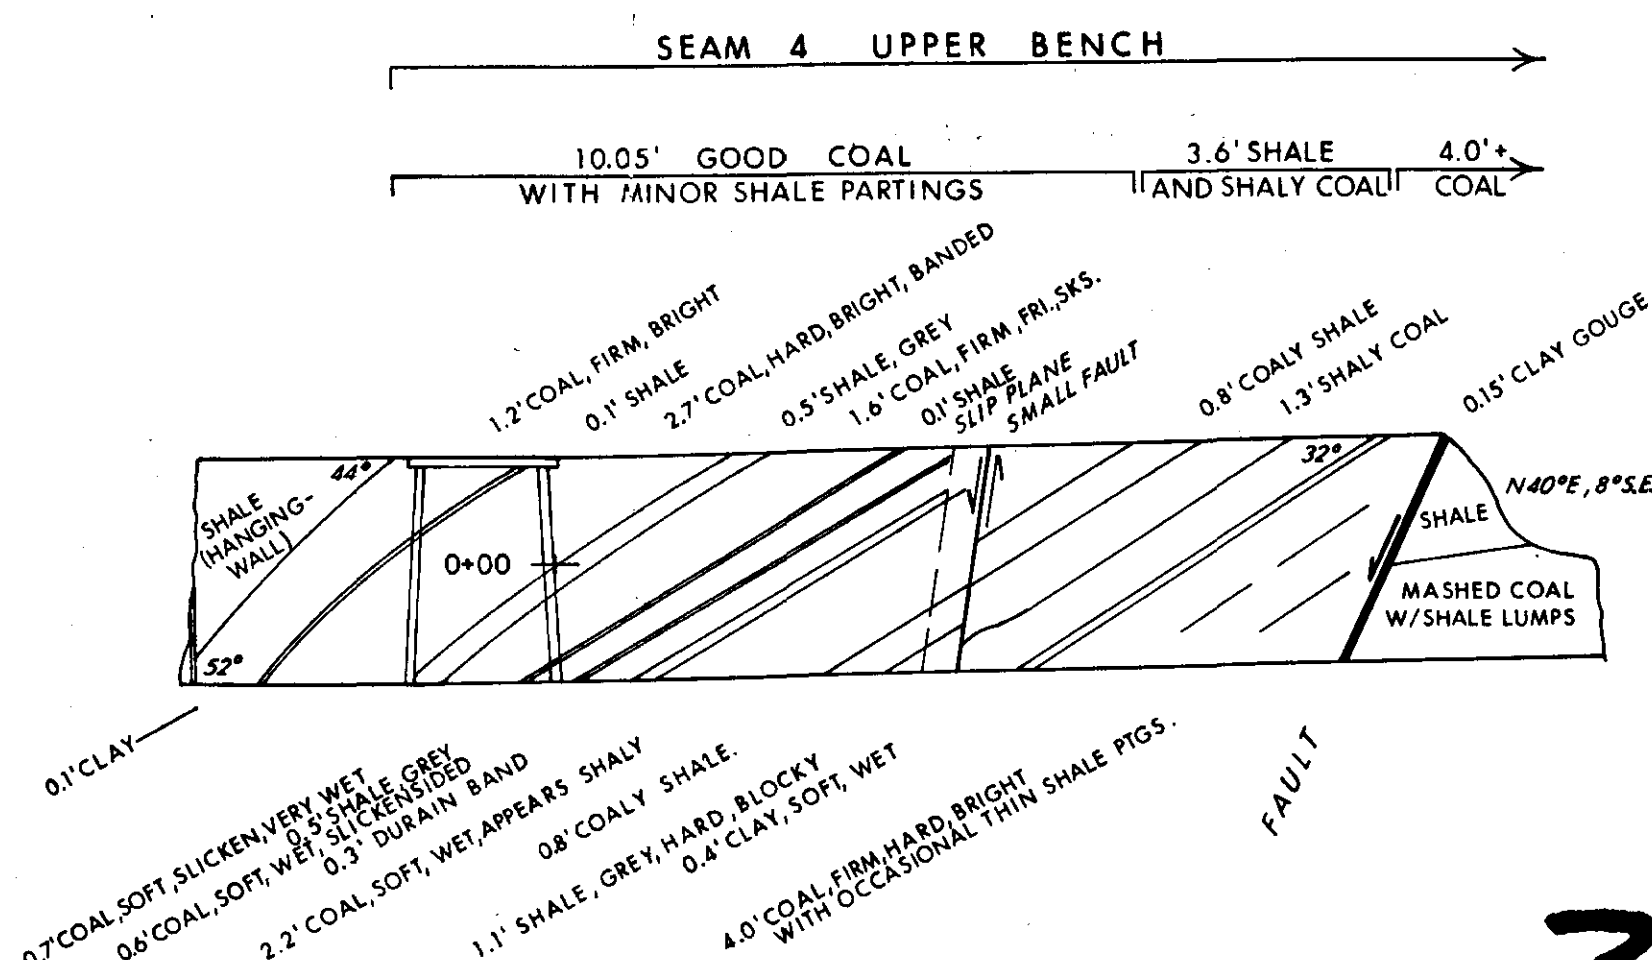 SEAM 4 UPPER BENCH
10.05' GOOD COAL
WITH MINOR SHALE PARTINGS
3.6' SHALE
AND SHALY COAL
4.0'+
COAL
1.2' COAL, FIRM, BRIGHT
0.1' SHALE
2.7' COAL, HARD, BRIGHT, BANDED
0.5' SHALE, GREY
1.6' COAL, FIRM, FRI., SKS.
0.1' SHALE
SLIP PLANE
SMALL FAULT
0.8' COALY SHALE
1.3' SHALY COAL
0.15' CLAY GOUGE
44°
32°
N40°E, 8°S.E
SHALE
(HANGING-
WALL)
0+00
SHALE
MASHED COAL
W/SHALE LUMPS
52°
0.1' CLAY
0.7' COAL, SOFT, SLICKEN, VERY WET
0.5' SHALE, GREY
0.6' COAL, SOFT, WET, SLICKENSIDED
0.3' DURAIN BAND
2.2' COAL, SOFT, WET, APPEARS SHALY
0.8' COALY SHALE.
1.1' SHALE, GREY, HARD, BLOCKY
0.4' CLAY, SOFT, WET
4.0' COAL, FIRM, HARD, BRIGHT
WITH OCCASIONAL THIN SHALE PTGS.
FAULT